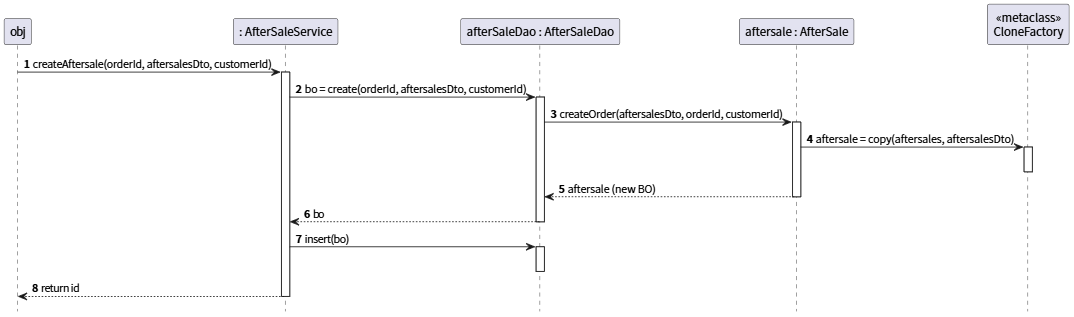 obj
: AfterSaleService
afterSaleDao : AfterSaleDao
aftersale : AfterSale
«metaclass»
CloneFactory
1 createAftersale(orderId, aftersalesDto, customerId)
2 bo = create(orderId, aftersalesDto, customerId)
3 createOrder(aftersalesDto, orderId, customerId)
4 aftersale = copy(aftersales, aftersalesDto)
5 aftersale (new BO)
6 bo
7 insert(bo)
8 return id